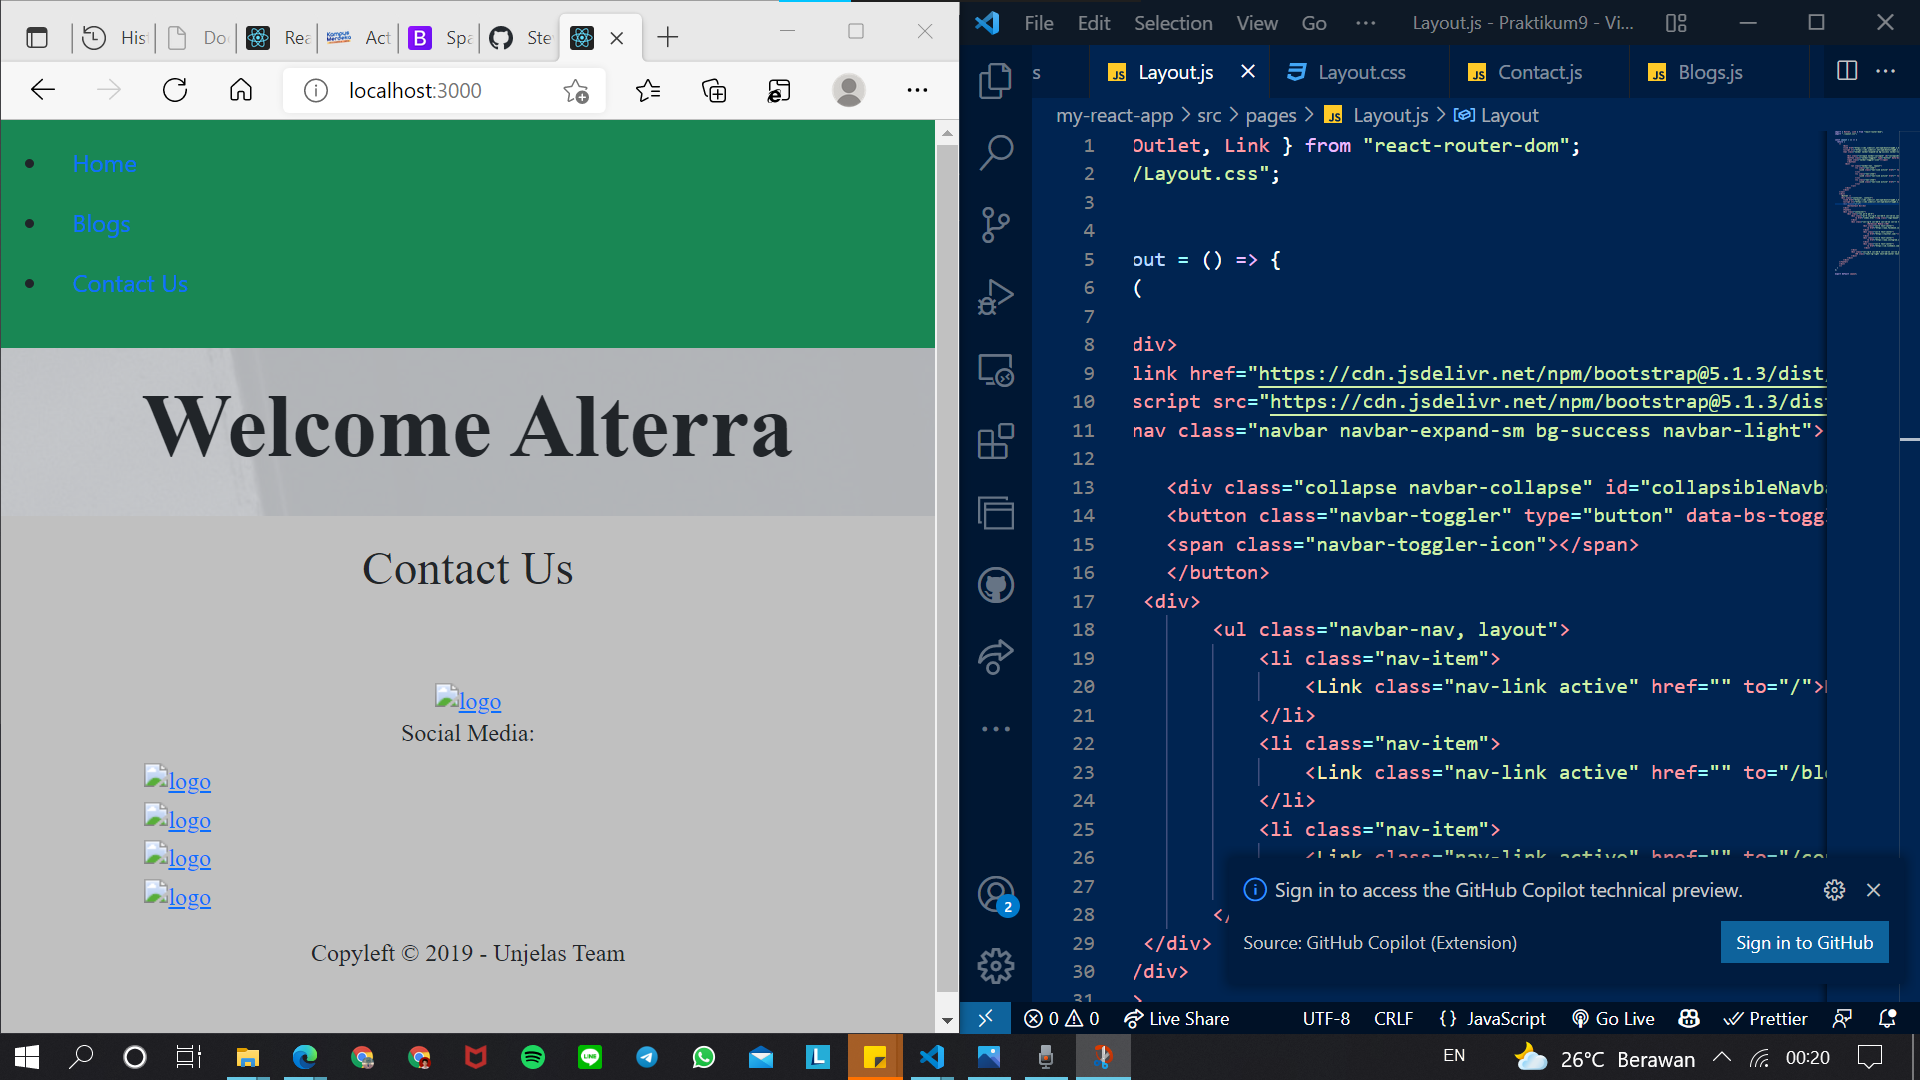 His
Do
Rea
Act
Spa
Ste
localhost:3000
Home
Blogs
Contact Us
Welcome Alterra
Contact Us
logo
Social Media:
logo
logo
logo
logo
Copyleft © 2019 - Unjelas Team
File Edit Selection View Go ··· Layout.js - Praktikum9 - Vi...
s
Layout.js
Layout.css
Contact.js
Blogs.js
my-react-app > src > pages > JS Layout.js > Layout
1 Outlet, Link } from "react-router-dom";
2 /Layout.css";
3
4
5 out = () => {
6 (
7
8 div>
9 link href="https://cdn.jsdelivr.net/npm/bootstrap@5.1.3/dist/
10 script src="https://cdn.jsdelivr.net/npm/bootstrap@5.1.3/dis
11 nav class="navbar navbar-expand-sm bg-success navbar-light">
12
13 <div class="collapse navbar-collapse" id="collapsibleNavba
14 <button class="navbar-toggler" type="button" data-bs-togg
15 <span class="navbar-toggler-icon"></span>
16 </button>
17 <div>
18 <ul class="navbar-nav, layout">
19 <li class="nav-item">
20 <Link class="nav-link active" href="" to="/">
21 </li>
22 <li class="nav-item">
23 <Link class="nav-link active" href="" to="/bl
24 </li>
25 <li class="nav-item">
26 <Link class="nav-link active" href="" to="/co
27
28 </
29 </div>
30 /div>
31 >
Sign in to access the GitHub Copilot technical preview.
Source: GitHub Copilot (Extension)
Sign in to GitHub
2
0 0 Live Share UTF-8 CRLF {} JavaScript Go Live Prettier
EN 26°C Berawan 00:20